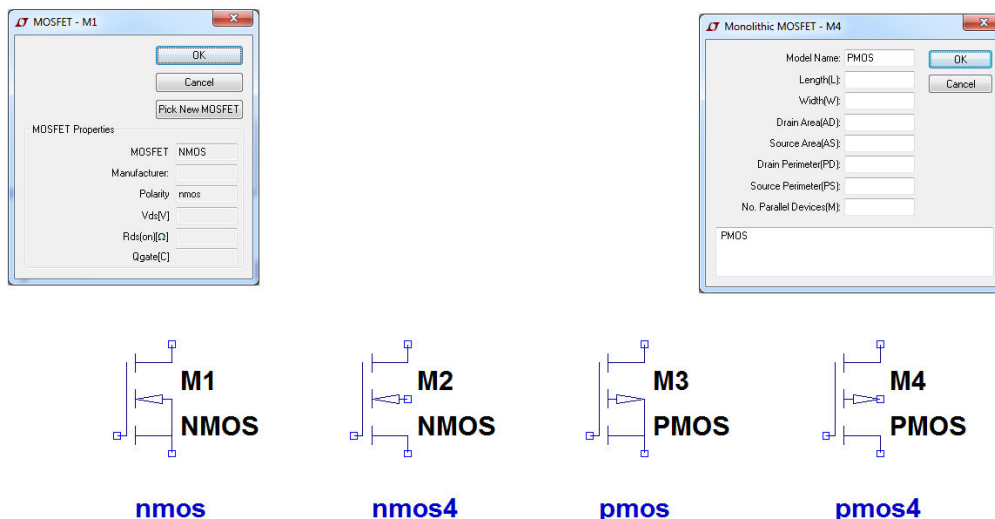 MOSFET - M1
OK
Cancel
Pick New MOSFET
MOSFET Properties
MOSFET NMOS
Manufacturer:
Polarity nmos
Vds[V]
Rds(on)[Ω]
Qgate[C]
Monolithic MOSFET - M4
Model Name: PMOS
OK
Length(L):
Cancel
Width(W):
Drain Area(AD):
Source Area(AS):
Drain Perimeter(PD):
Source Perimeter(PS):
No. Parallel Devices(M):
PMOS
M1
NMOS
nmos
M2
NMOS
nmos4
M3
PMOS
pmos
M4
PMOS
pmos4